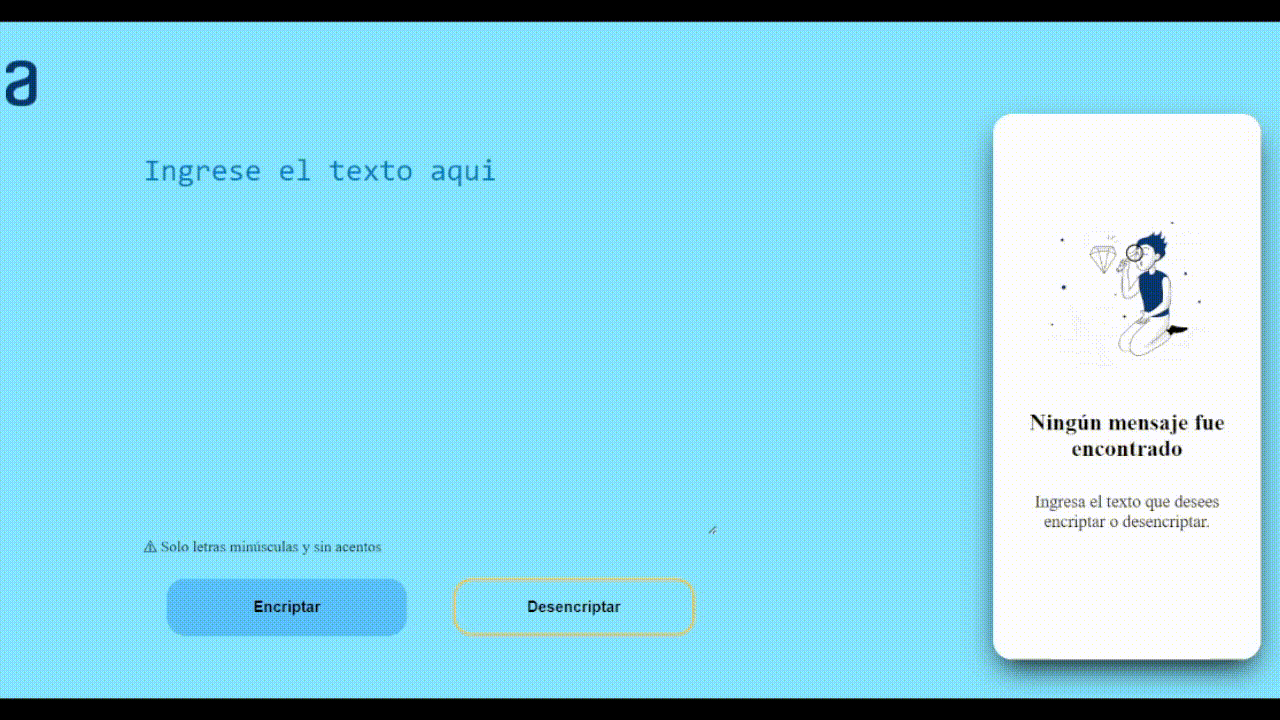 a
Ingrese el texto aqui
⚠ Solo letras minúsculas y sin acentos
Encriptar
Desencriptar
Ningún mensaje fue
encontrado
Ingresa el texto que desees
encriptar o desencriptar.